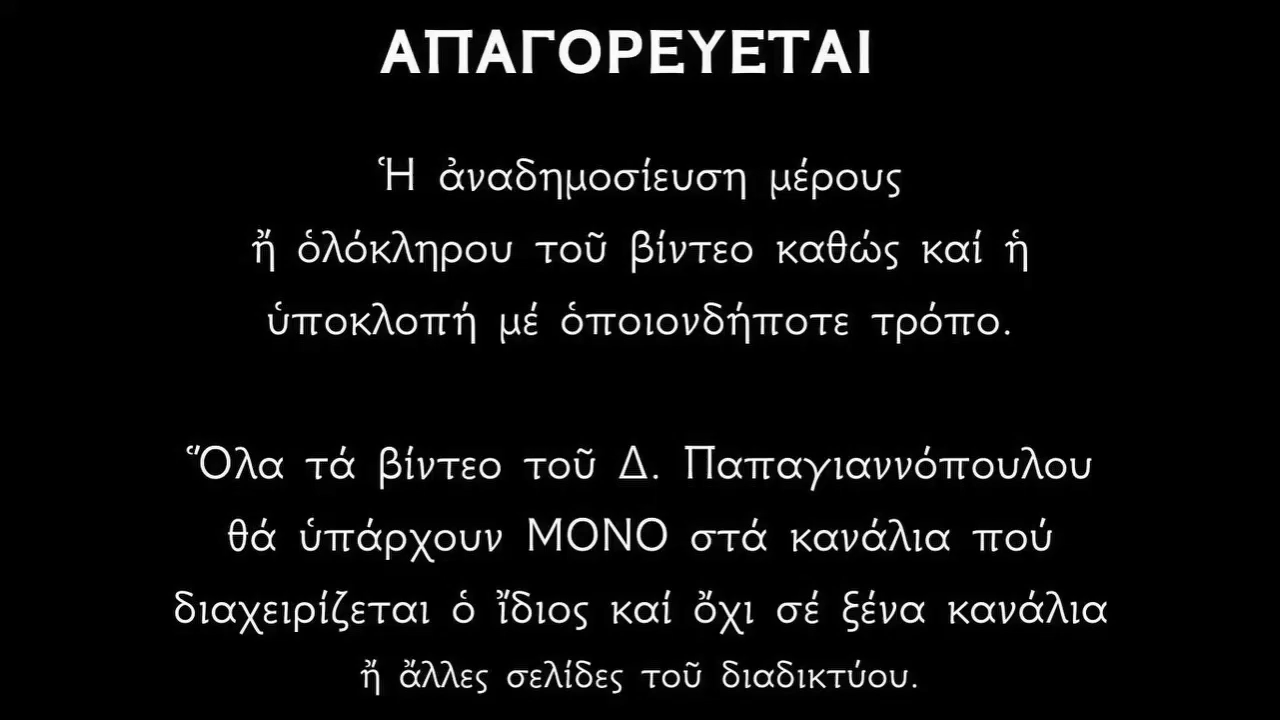 ΑΠΑΓΟΡΕΥΕΤΑΙ
Ἡ ἀναδημοσίευση μέρους
ἤ ὁλόκληρου τοῦ βίντεο καθώς καί ἡ
ὑποκλοπή μέ ὁποιονδήποτε τρόπο.
Ὅλα τά βίντεο τοῦ Δ. Παπαγιαννόπουλου
θά ὑπάρχουν ΜΟΝΟ στά κανάλια πού
διαχειρίζεται ὁ ἴδιος καί ὄχι σέ ξένα κανάλια
ἤ ἄλλες σελίδες τοῦ διαδικτύου.